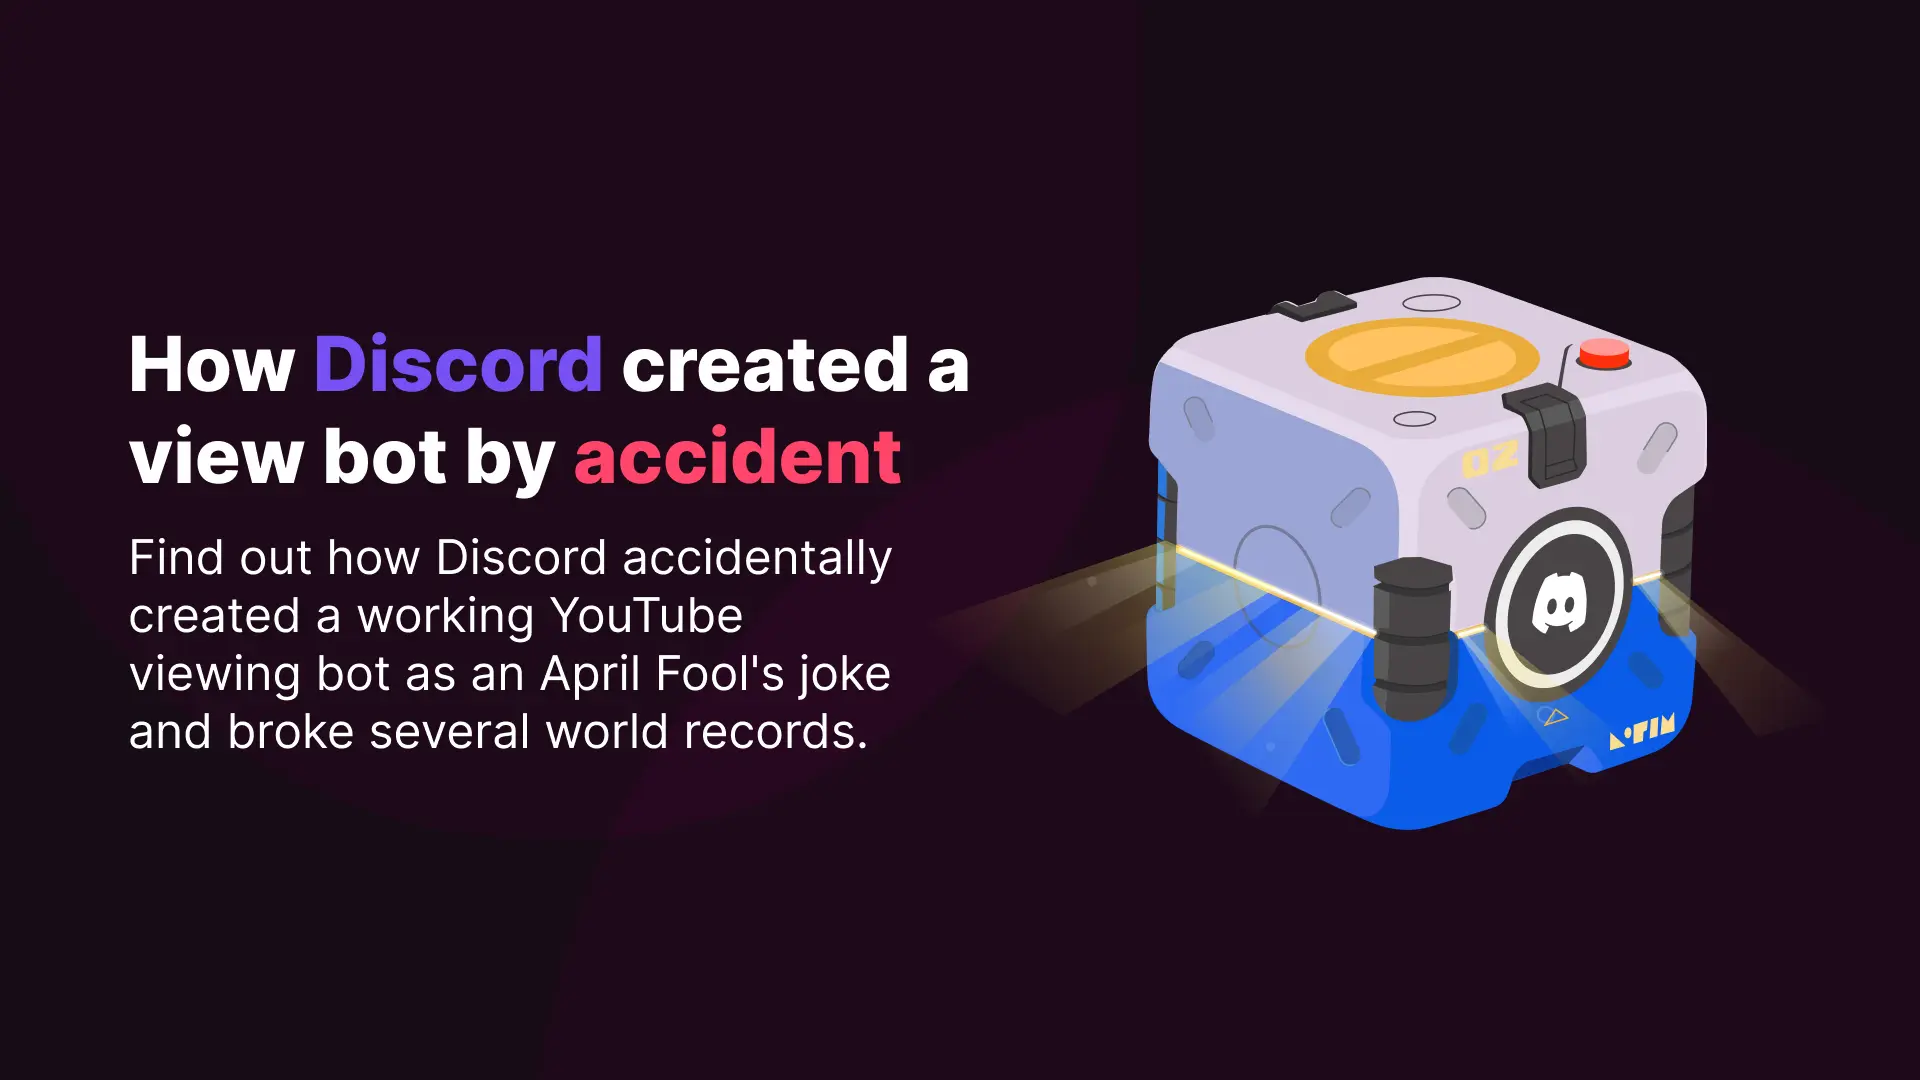 How Discord created a
view bot by accident
Find out how Discord accidentally
created a working YouTube
viewing bot as an April Fool's joke
and broke several world records.